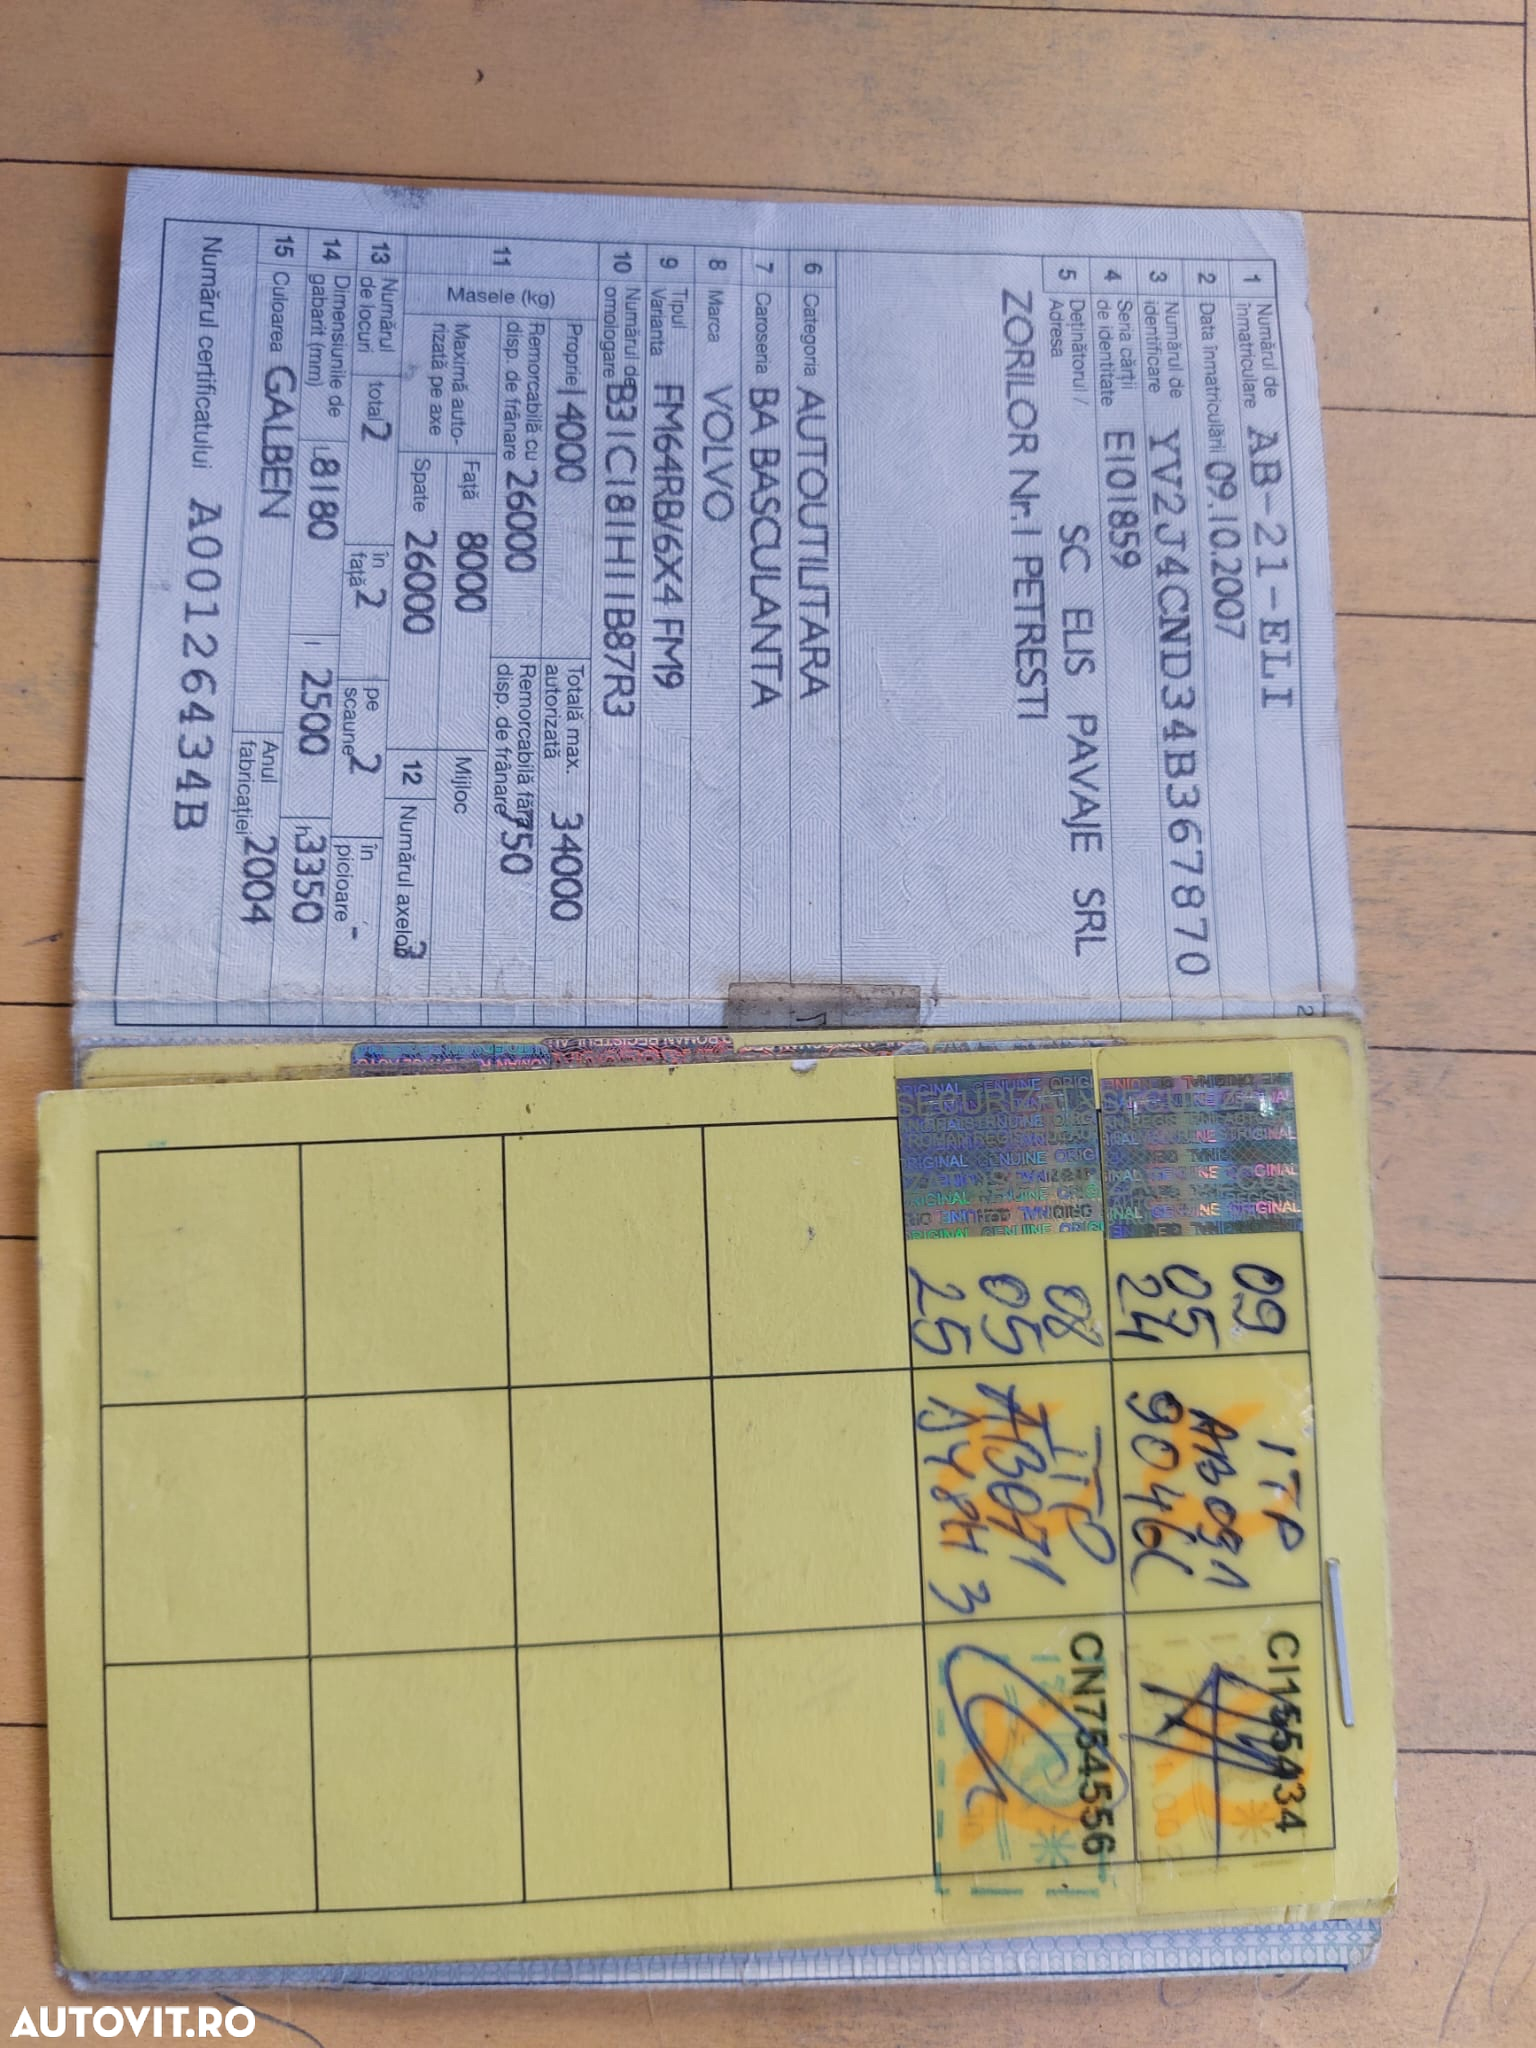 1 Numărul de înmatriculare AB-21-ELI
2 Data înmatriculării 09.10.2007
3 Numărul de identificare YV2J4CND34B367870
4 Seria cărții de identitate E101859
5 Deținătorul / Adresa SC ELIS PAVAJE SRL
ZORILOR Nr.1 PETRESTI
6 Categoria AUTOUTILITARA
7 Caroseria BA BASCULANTA
8 Marca VOLVO
9 Tipul Varianta FM64RB/6X4 FM9
10 Numărul de omologare B31C181H11B87R3
11 Masele (kg)
Proprie 14000 Totală max. autorizată 34000
Remorcabilă cu disp. de frânare 26000 Remorcabilă fără disp. de frânare 750
Maximă autorizată pe axe Față 8000 Mijloc
Spate 26000 12 Numărul axelor 3
13 Numărul de locuri total 2 în față 2 pe scaune 2 în picioare -
14 Dimensiunile de gabarit (mm) L 8180 l 2500 h 3350
15 Culoarea GALBEN Anul fabricației 2004
Numărul certificatului A00126434B
2
09
05
24
ITP
AB091
CI155434
08
05
25
ITP
CN754556
AUTOVIT.RO